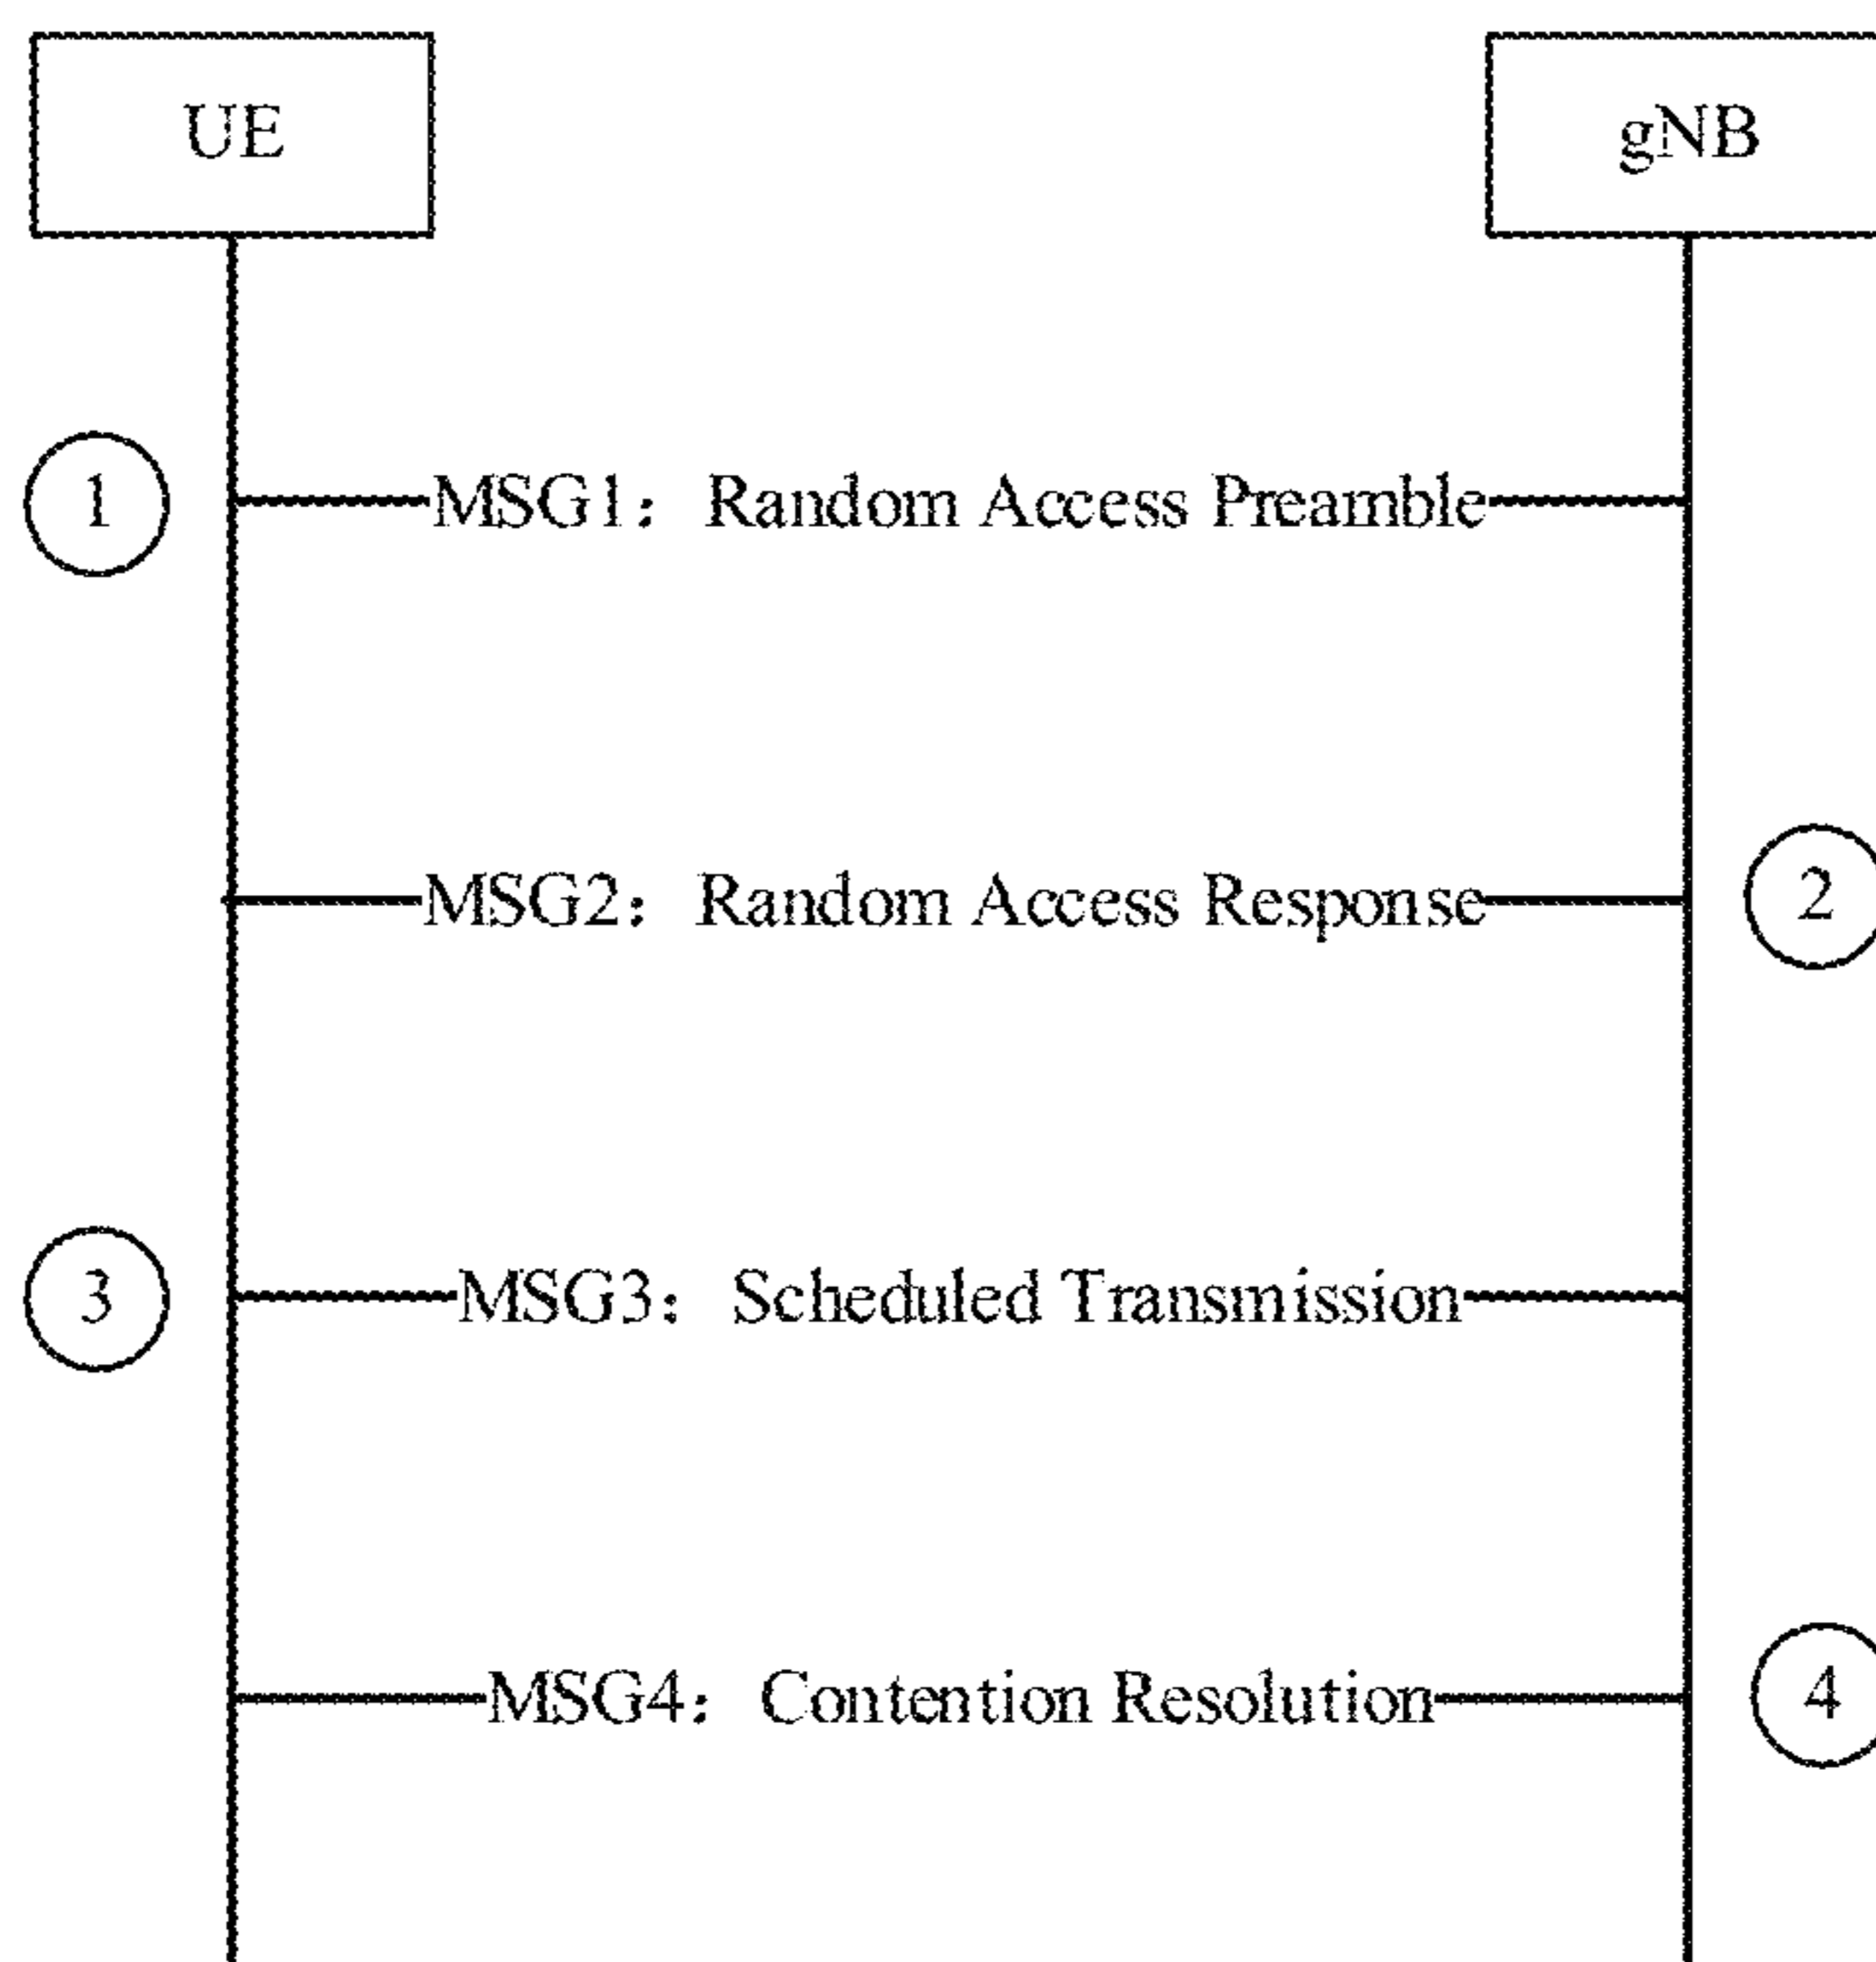 UE
gNB
1
MSG1： Random Access Preamble
MSG2： Random Access Response
2
3
MSG3： Scheduled Transmission
MSG4： Contention Resolution
4